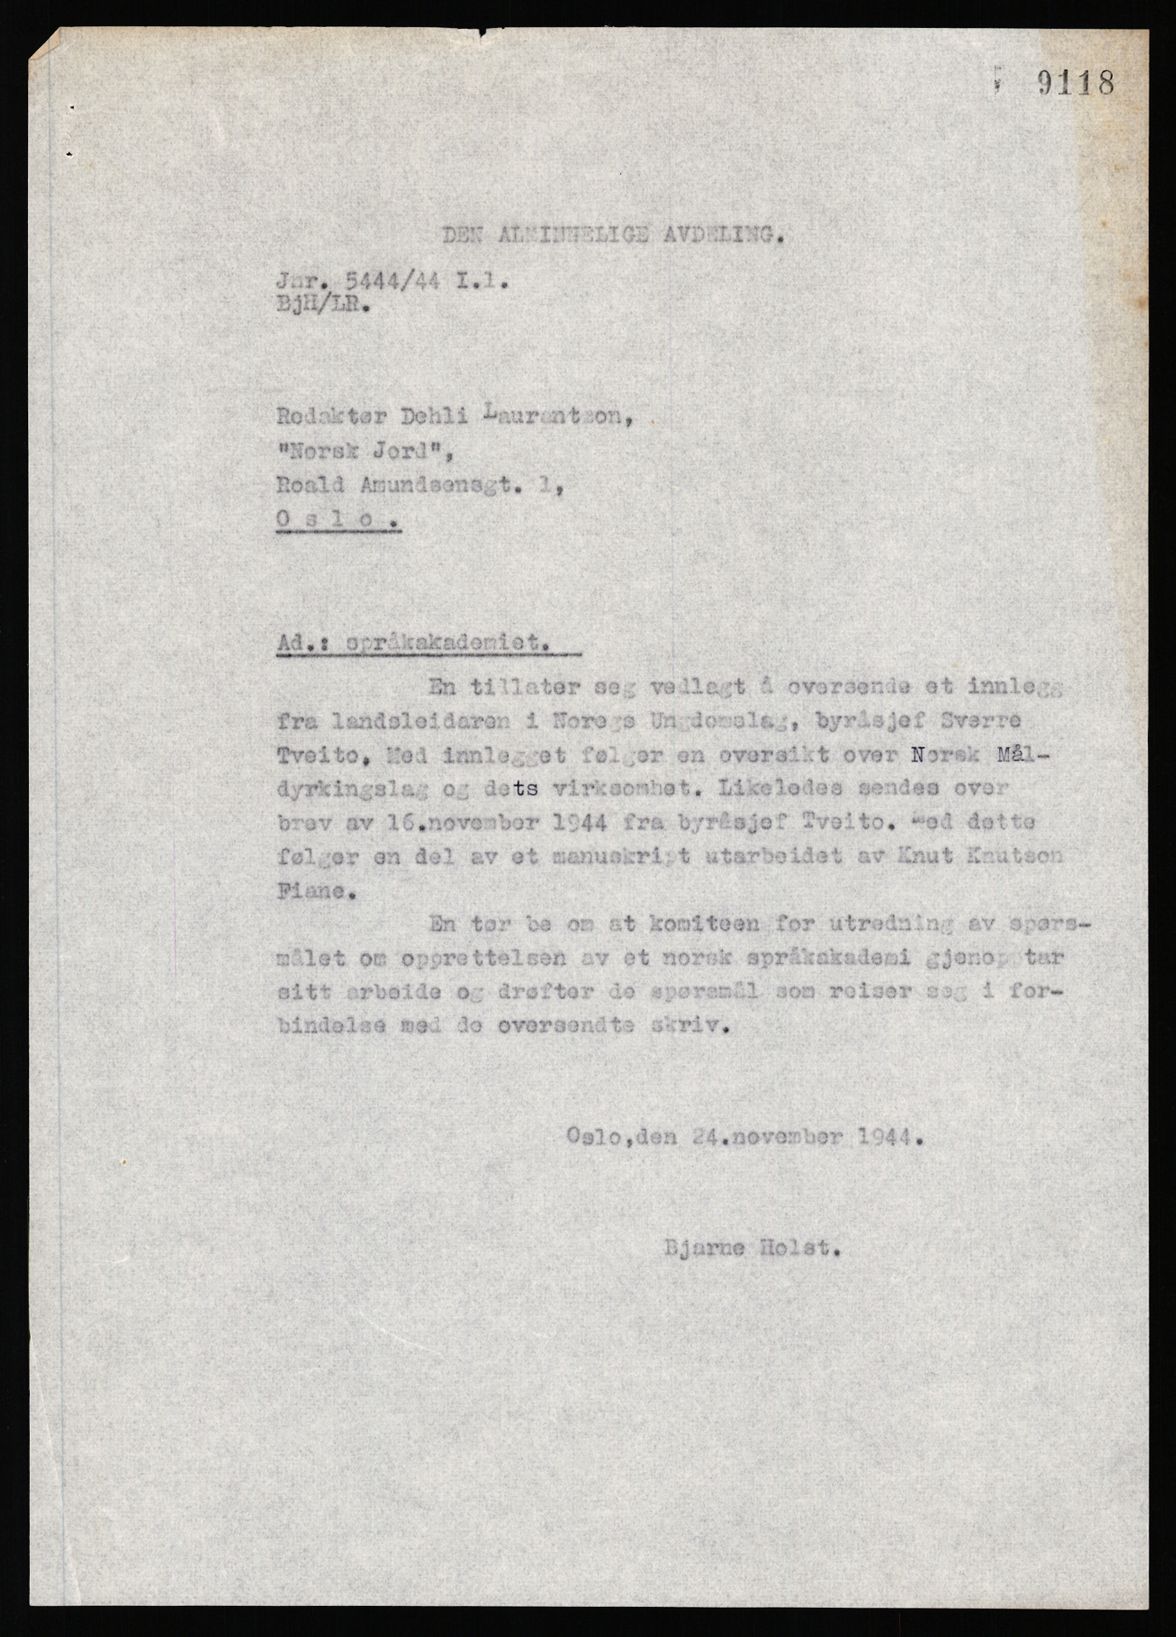 9118
DEN ALMINNELIGE AVDELING.
Jnr. 5444/44 I.1.
BjH/LR.
Redaktør Dehli Laurantzon,
"Norsk Jord",
Roald Amundsensgt. 1,
O s l o .
Ad.: språkakademiet.
En tillater seg vedlagt å oversende et innlegg
fra landsleidaren i Noregs Ungdomslag, byråsjef Sverre
Tveito. Med innlegget følger en oversikt over Norsk Mål-
dyrkingslag og dets virksomhet. Likeledes sendes over
brev av 16.november 1944 fra byråsjef Tveito. Med dette
følger en del av et manuskript utarbeidet av Knut Knutson
Fiane.
En tør be om at komiteen for utredning av spørs-
målet om opprettelsen av et norsk språkakademi gjenopptar
sitt arbeide og drøfter de spørsmål som reiser seg i for-
bindelse med de oversendte skriv.
Oslo,den 24.november 1944.
Bjarne Holst.